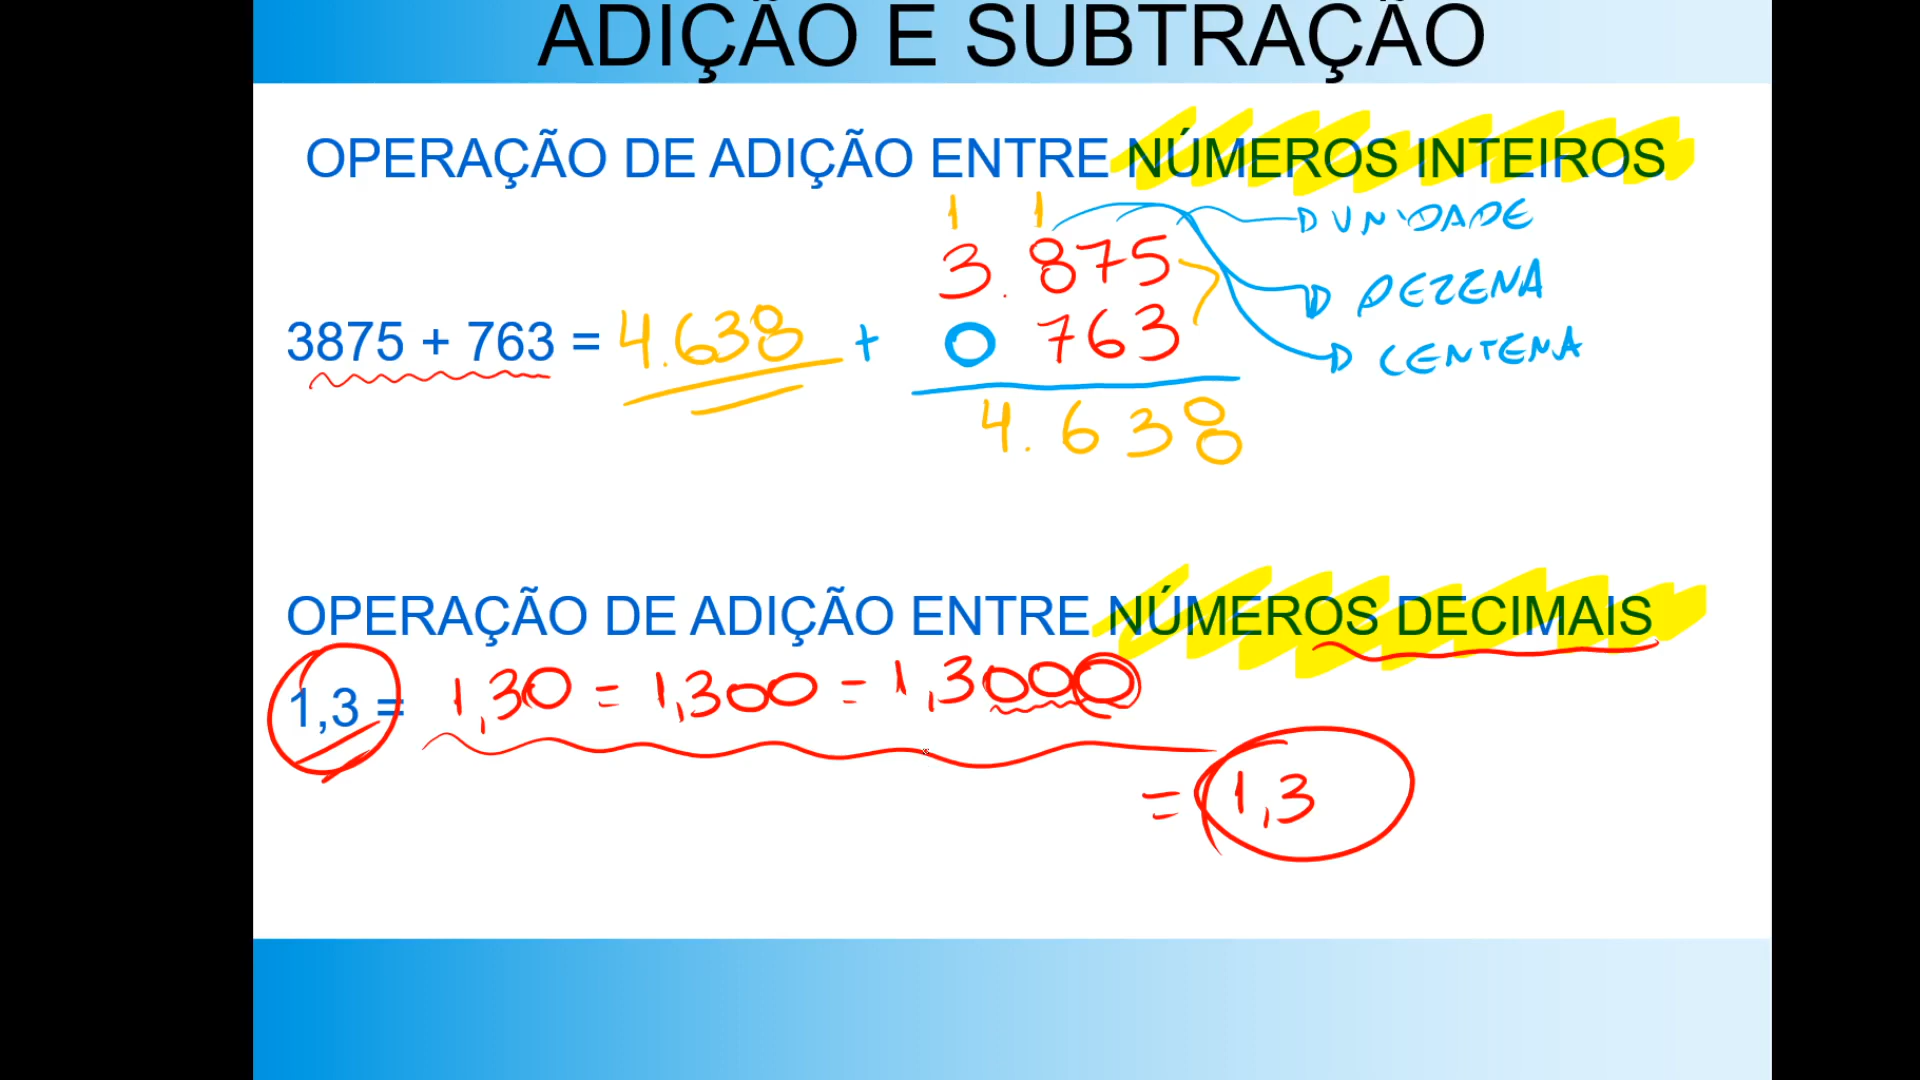 ADIÇÃO E SUBTRAÇÃO
OPERAÇÃO DE ADIÇÃO ENTRE NÚMEROS INTEIROS
1 1
3.875
UNIDADE
DEZENA
3875 + 763 = 4.638
+ 0 763
CENTENA
4.638
OPERAÇÃO DE ADIÇÃO ENTRE NÚMEROS DECIMAIS
1,3 = 1,30 = 1,300 = 1,3000
= 1,3